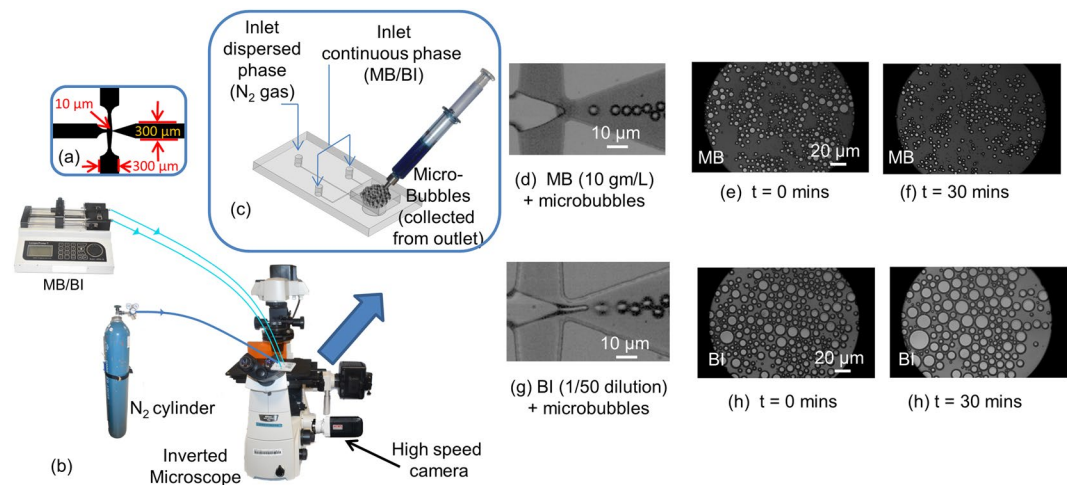 Inlet
dispersed
phase
(N2 gas)
Inlet
continuous phase
(MB/BI)
10 µm
300 µm
300 µm
(a)
(c)
Micro-
Bubbles
(collected
from outlet)
MB/BI
N2 cylinder
(b)
Inverted
Microscope
High speed
camera
10 µm
(d) MB (10 gm/L)
+ microbubbles
MB
20 µm
(e) t = 0 mins
MB
(f) t = 30 mins
10 µm
(g) BI (1/50 dilution)
+ microbubbles
BI
20 µm
(h) t = 0 mins
BI
(h) t = 30 mins